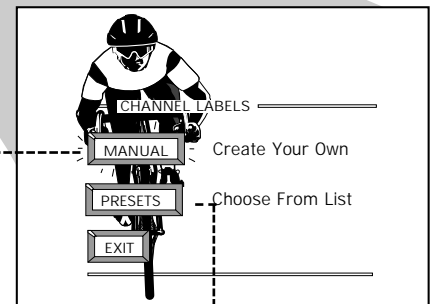 CHANNEL LABELS
MANUAL Create Your Own
PRESETS Choose From List
EXIT